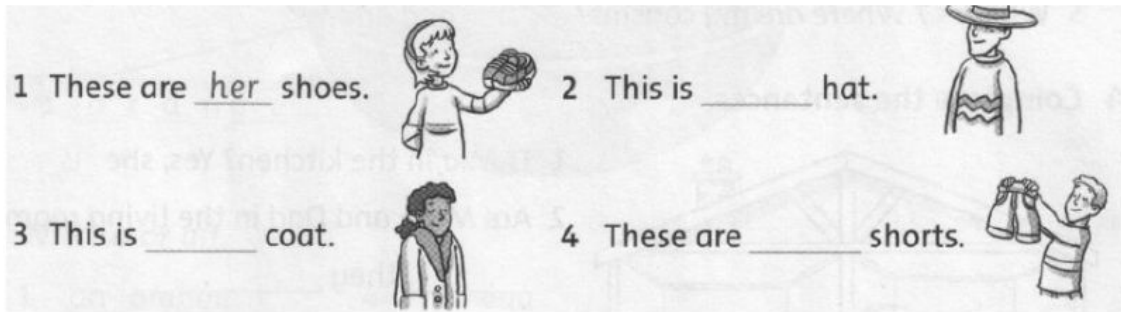 1 These are her shoes.
2 This is ______ hat.
3 This is ______ coat.
4 These are ______ shorts.